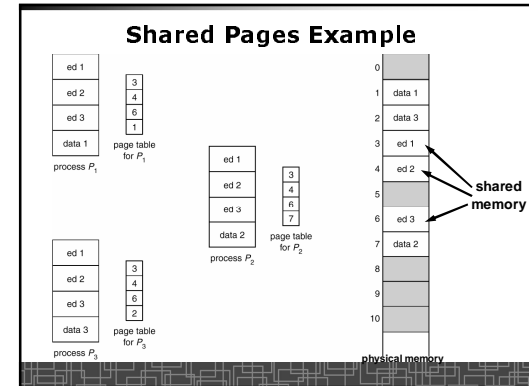 Shared Pages Example
ed 1
ed 2
ed 3
data 1
process P1
3
4
6
1
page table
for P1
ed 1
ed 2
ed 3
data 2
process P2
3
4
6
7
page table
for P2
ed 1
ed 2
ed 3
data 3
process P3
3
4
6
2
page table
for P3
0
1 data 1
2 data 3
3 ed 1
4 ed 2
5
6 ed 3
7 data 2
8
9
10
shared
memory
physical memory